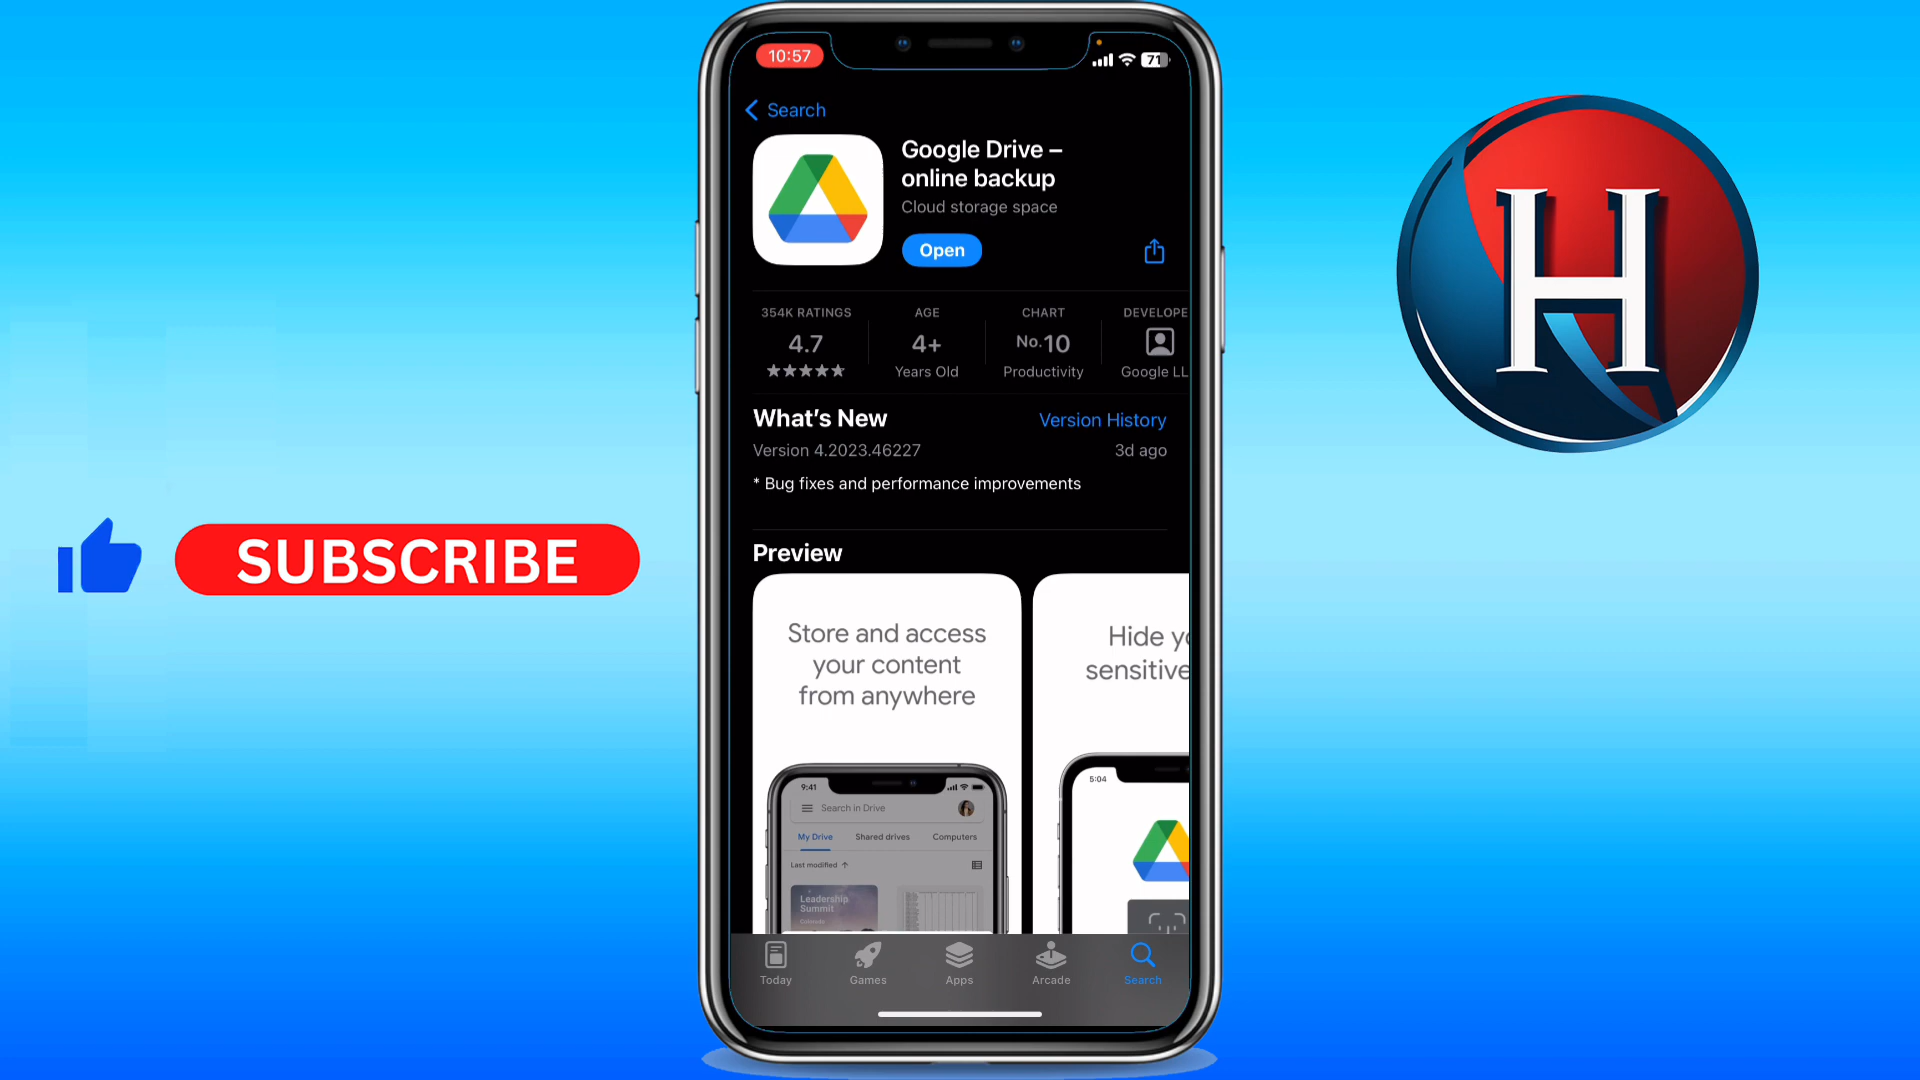 10:57
71
Search
Google Drive –
online backup
Cloud storage space
Open
354K RATINGS
4.7
AGE
4+
Years Old
CHART
No.10
Productivity
DEVELOPE
Google LL
What's New
Version History
Version 4.2023.46227
3d ago
* Bug fixes and performance improvements
Preview
Store and access
your content
from anywhere
9:41
Search in Drive
My Drive
Shared drives
Computers
Last modified
Leadership
Summit
Colorado
Hide yo
sensitive
5:04
Today
Games
Apps
Arcade
Search
SUBSCRIBE
H